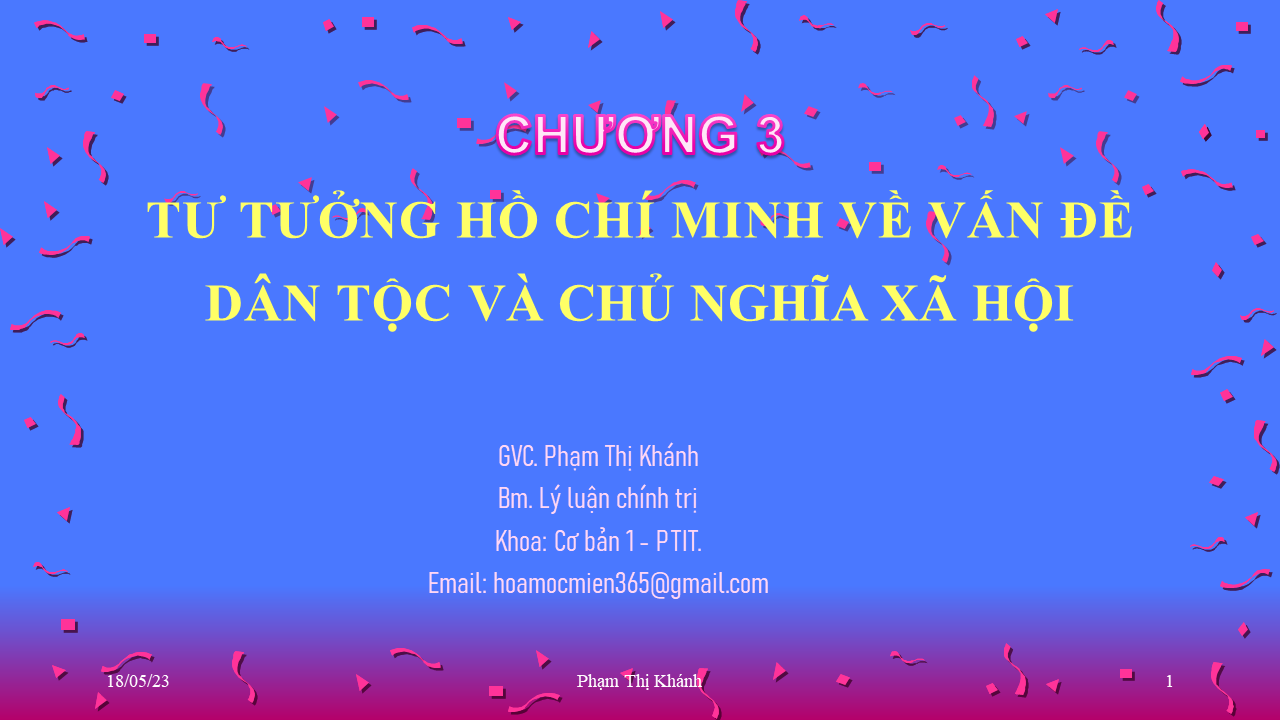 CHƯƠNG 3
TƯ TƯỞNG HỒ CHÍ MINH VỀ VẤN ĐỀ
DÂN TỘC VÀ CHỦ NGHĨA XÃ HỘI
GVC. Phạm Thị Khánh
Bm. Lý luận chính trị
Khoa: Cơ bản 1 - PTIT.
Email: hoamocmien365@gmail.com
18/05/23
Phạm Thị Khánh
1